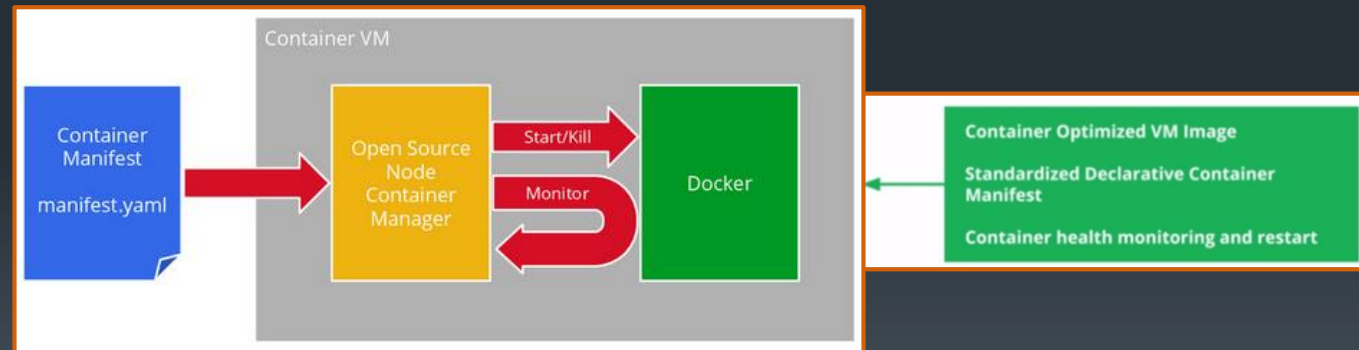 Container VM
Container
Manifest
manifest.yaml
Open Source
Node
Container
Manager
Start/Kill
Monitor
Docker
Container Optimized VM Image
Standardized Declarative Container
Manifest
Container health monitoring and restart